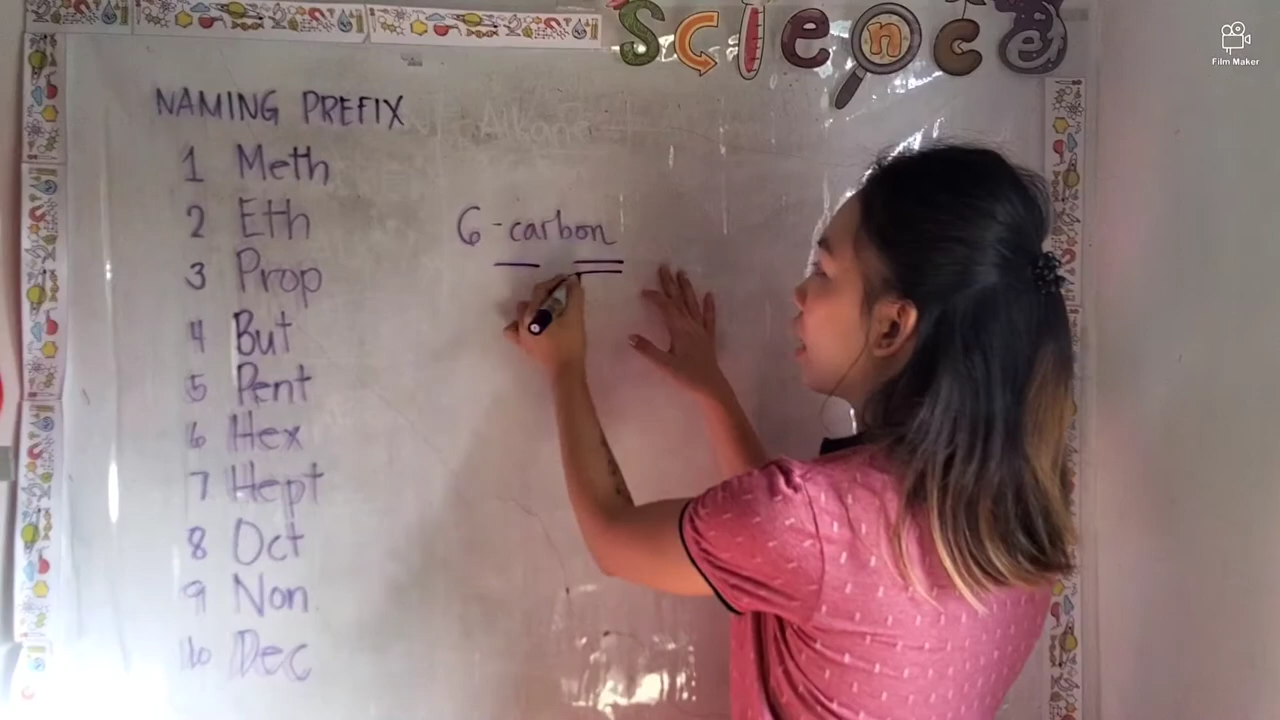 Science
Film Maker
NAMING PREFIX
1 Meth
2 Eth
3 Prop
4 But
5 Pent
6 Hex
7 Hept
8 Oct
9 Non
10 Dec
6-carbon